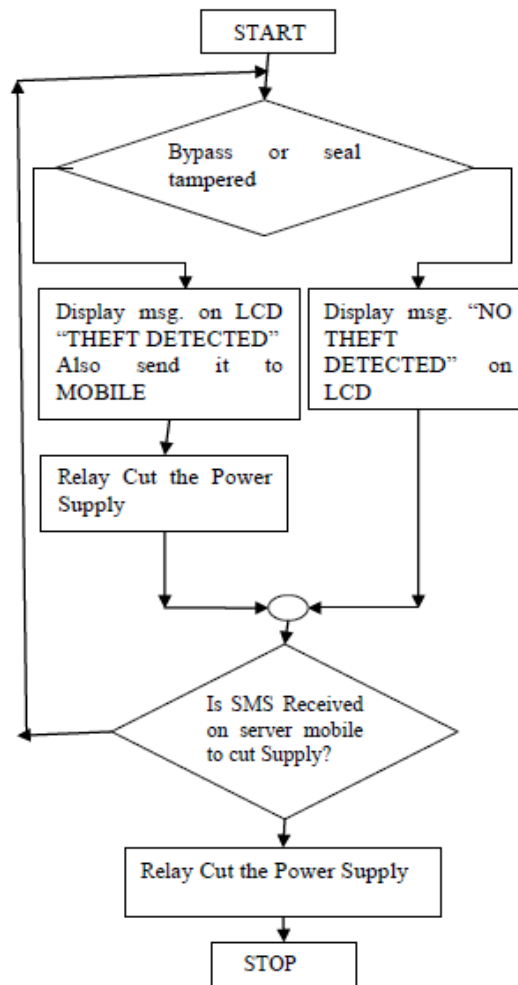 START
Bypass or seal
tampered
Display msg. on LCD
“THEFT DETECTED”
Also send it to
MOBILE
Display msg. “NO
THEFT
DETECTED” on
LCD
Relay Cut the Power
Supply
Is SMS Received
on server mobile
to cut Supply?
Relay Cut the Power Supply
STOP